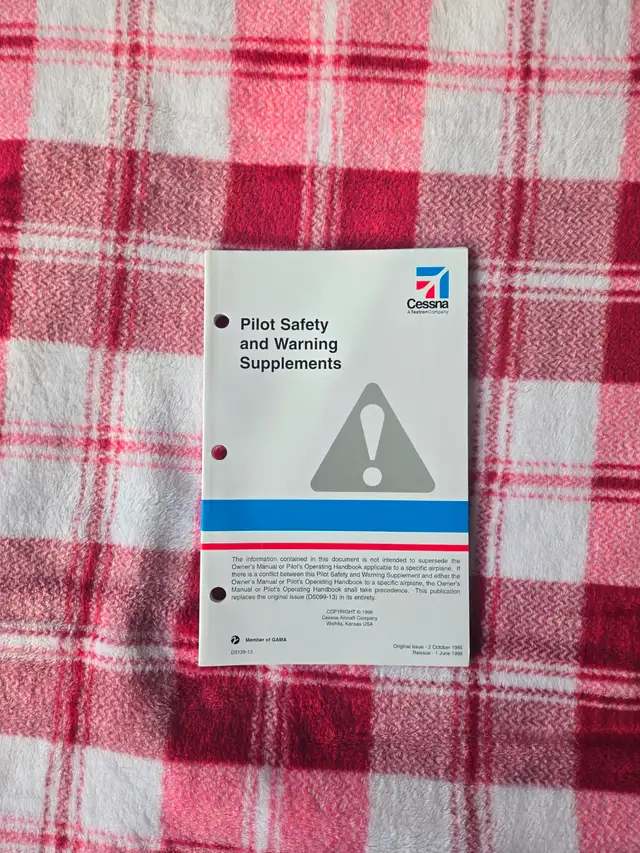 Cessna
A Textron Company
Pilot Safety
and Warning
Supplements
The information contained in this document is not intended to supersede the
Owner's Manual or Pilot's Operating Handbook applicable to a specific airplane. If
there is a conflict between this Pilot Safety and Warning Supplement and either the
Owner's Manual or Pilot's Operating Handbook to a specific airplane, the Owner's
Manual or Pilot's Operating Handbook shall take precedence. This publication
replaces the original issue (D5099-13) in its entirety.
COPYRIGHT © 1998
Cessna Aircraft Company
Wichita, Kansas USA
Member of GAMA
D5139-13
Original Issue - 2 October 1985
Reissue - 1 June 1998